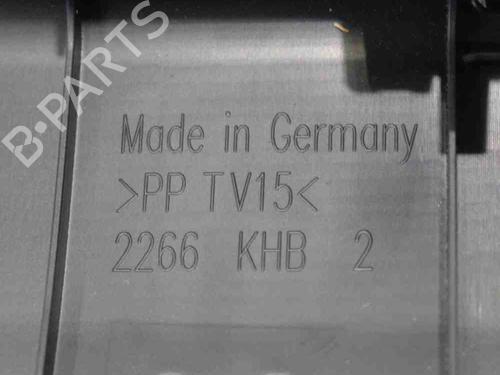 B-PARTS
Made in Germany
>PP TV15<
2266 KHB 2